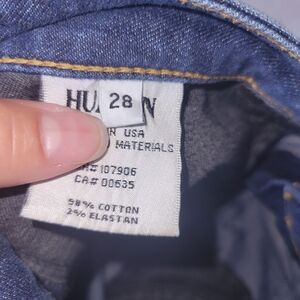 HU N
28
IN USA
MATERIALS
# 107906
CA# 00635
98% COTTON
2% ELASTAN